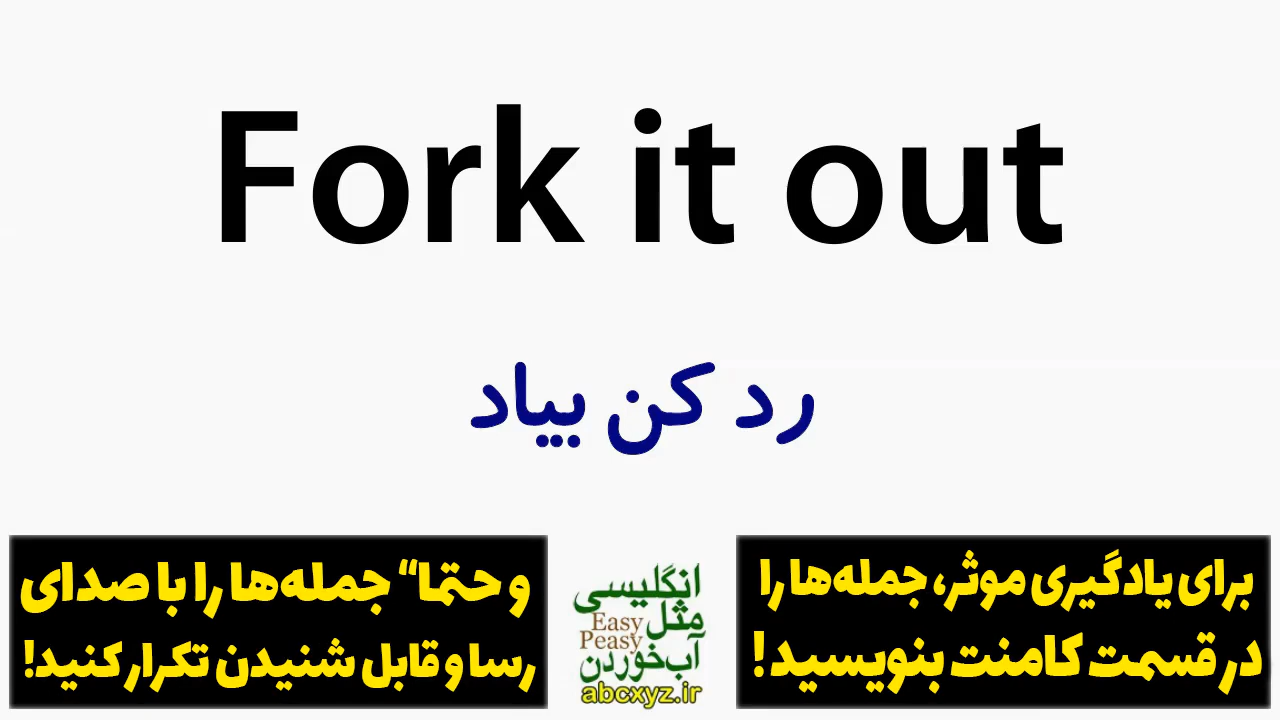 Fork it out
رد کن بیاد
برای یادگیری موثر، جمله‌ها را
در قسمت کامنت بنویسید!
انگلیسی
مثل
Easy
Peasy
آب‌خوردن
abcxyz.ir
و حتما“ جمله‌ها را با صدای
رسا و قابل شنیدن تکرار کنید!